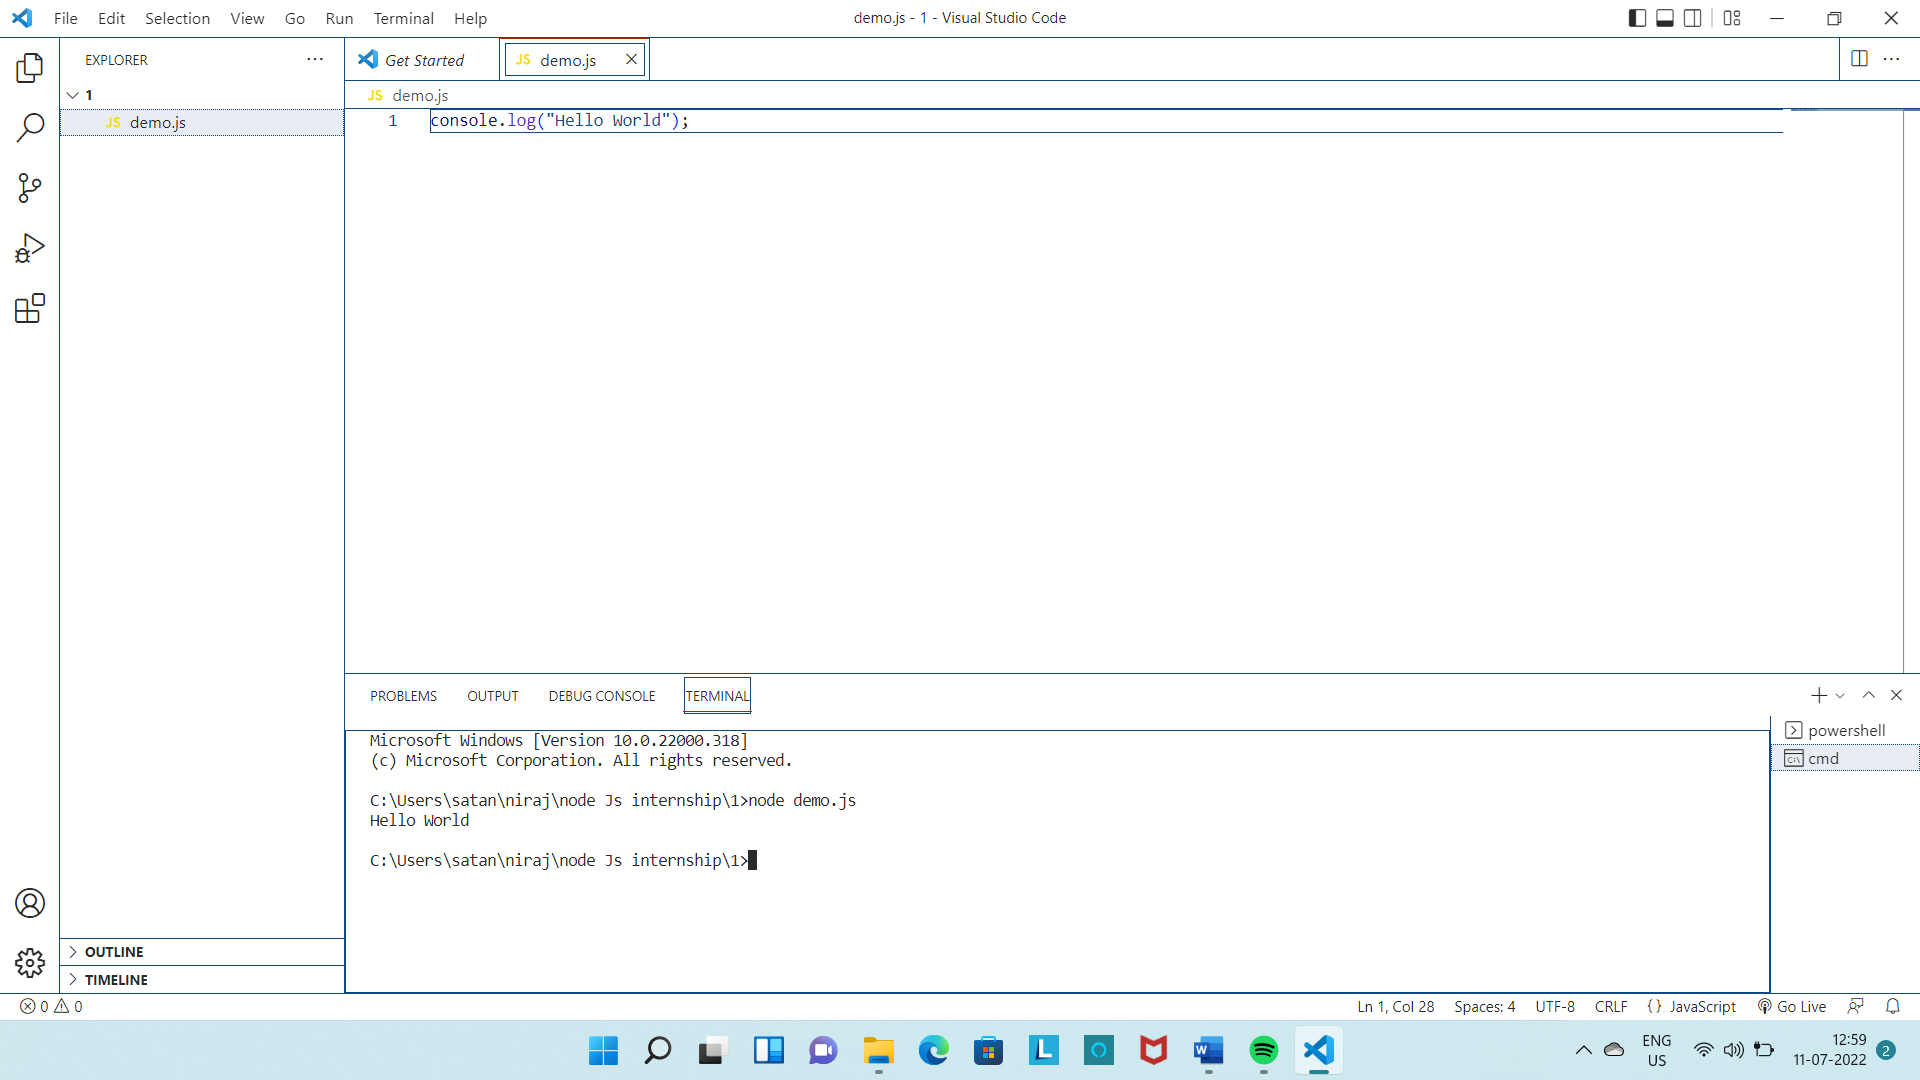 File Edit Selection View Go Run Terminal Help
demo.js - 1 - Visual Studio Code
EXPLORER
Get Started
JS demo.js
1
JS demo.js
JS demo.js
1 console.log("Hello World");
PROBLEMS OUTPUT DEBUG CONSOLE TERMINAL
Microsoft Windows [Version 10.0.22000.318]
(c) Microsoft Corporation. All rights reserved.
C:\Users\satan\niraj\node Js internship\1>node demo.js
Hello World
C:\Users\satan\niraj\node Js internship\1>
powershell
cmd
OUTLINE
TIMELINE
0 0
Ln 1, Col 28 Spaces: 4 UTF-8 CRLF {} JavaScript Go Live
ENG
US
12:59
11-07-2022
2